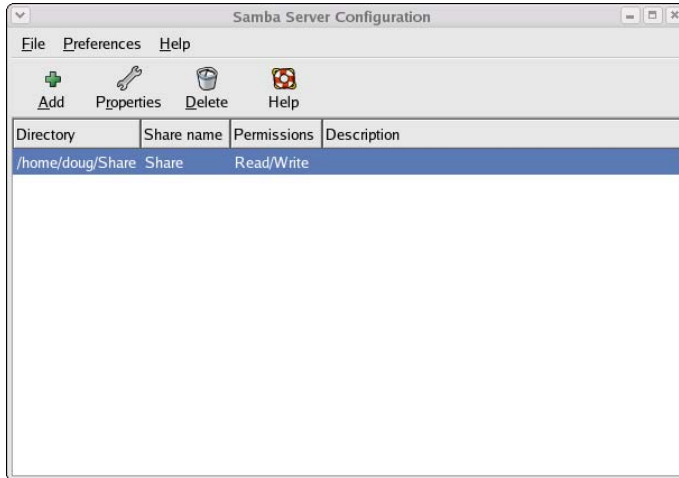 Samba Server Configuration
File Preferences Help
Add Properties Delete Help
Directory Share name Permissions Description
/home/doug/Share Share Read/Write